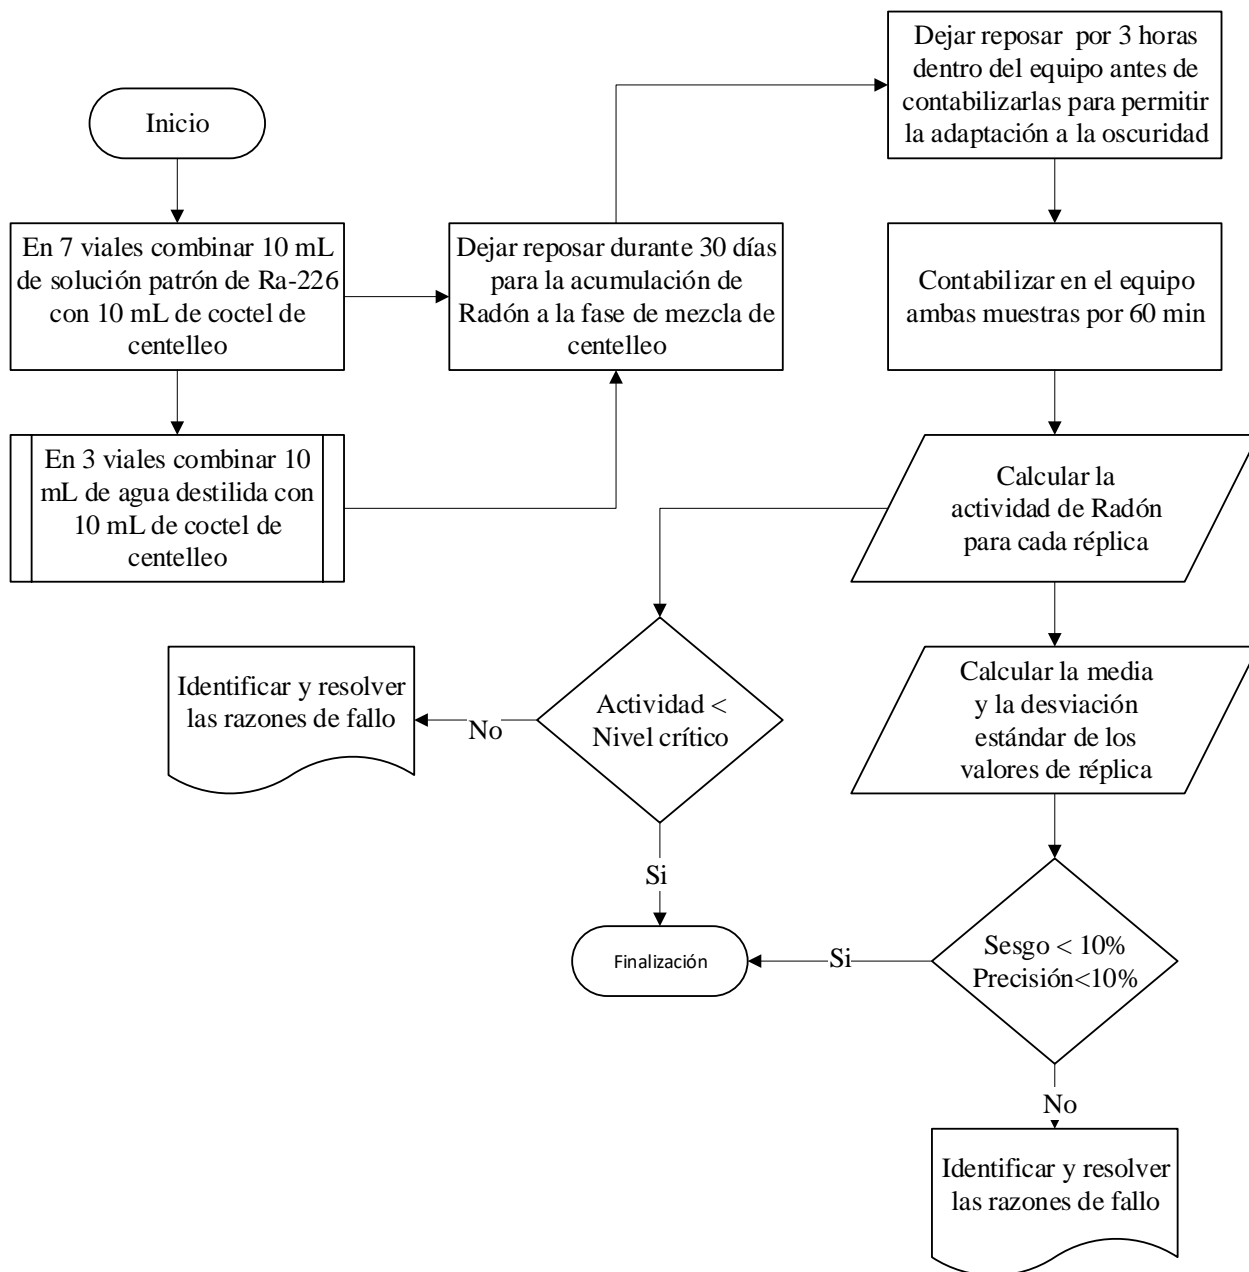 Inicio
En 7 viales combinar 10 mL
de solución patrón de Ra-226
con 10 mL de coctel de
centelleo
En 3 viales combinar 10
mL de agua destilida con
10 mL de coctel de
centelleo
Dejar reposar durante 30 días
para la acumulación de
Radón a la fase de mezcla de
centelleo
Dejar reposar por 3 horas
dentro del equipo antes de
contabilizarlas para permitir
la adaptación a la oscuridad
Contabilizar en el equipo
ambas muestras por 60 min
Calcular la
actividad de Radón
para cada réplica
Actividad <
Nivel crítico
No
Identificar y resolver
las razones de fallo
Si
Finalización
Calcular la media
y la desviación
estándar de los
valores de réplica
Sesgo < 10%
Precisión<10%
Si
No
Identificar y resolver
las razones de fallo